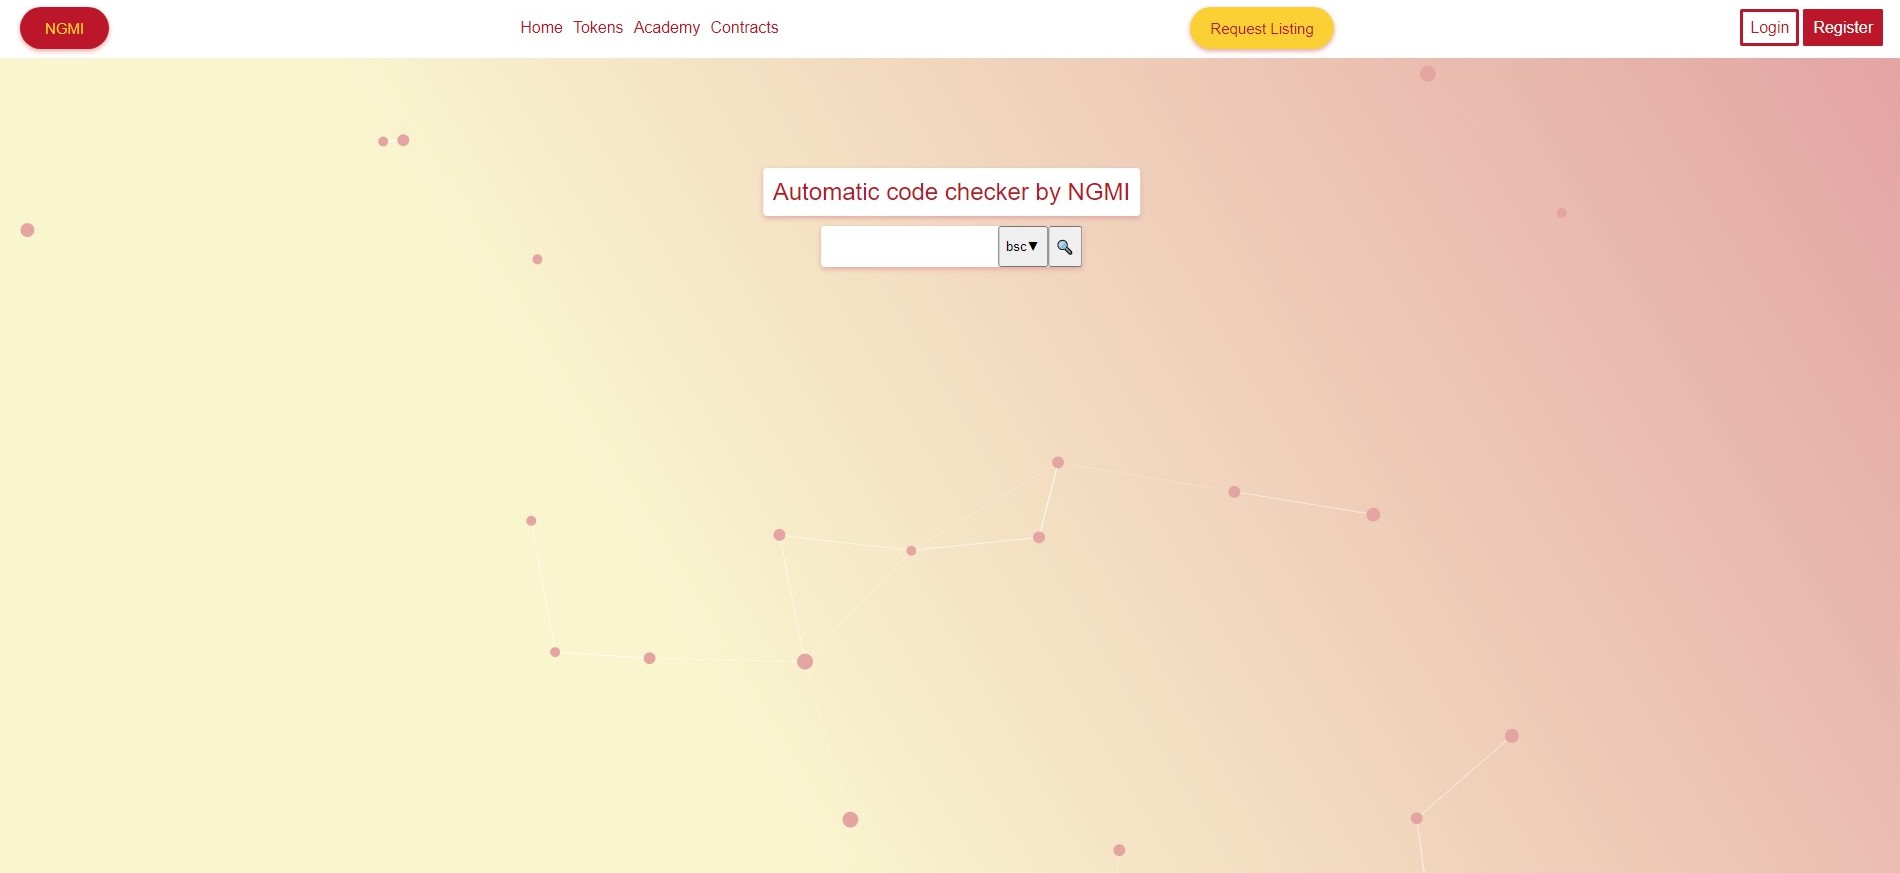 NGMI
Home Tokens Academy Contracts
Request Listing
Login
Register
Automatic code checker by NGMI
bsc▼